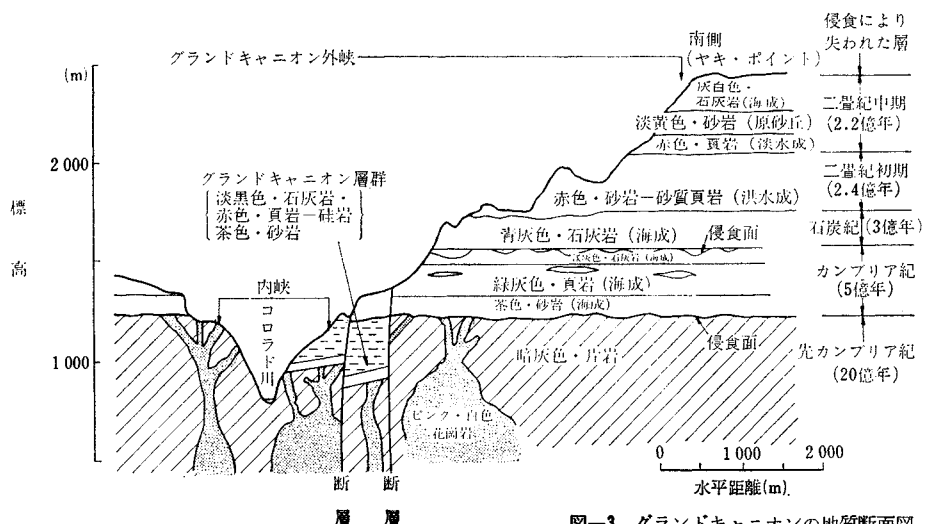 侵食により
失われた層
南側
(ヤキ・ポイント)
グランドキャニオン外峡
(m)
灰白色・
石灰岩(海成)
二畳紀中期
(2.2億年)
淡黄色・砂岩(原砂丘)
赤色・頁岩(淡水成)
2 000
二畳紀初期
(2.4億年)
グランドキャニオン層群
淡黒色・石灰岩・
赤色・頁岩-硅岩
茶色・砂岩
赤色・砂岩-砂質頁岩(洪水成)
標高
石炭紀(3億年)
青灰色・石灰岩(海成)
侵食面
・石灰岩(海成)
カンブリア紀
(5億年)
緑灰色・頁岩(海成)
茶色・砂岩(海成)
内峡
コロラド川
侵食面
1 000
暗灰色・片岩
先カンブリア紀
(20億年)
ピンク・白色
花崗岩
0 1 000 2 000
水平距離(m)
断層
断層
図-3 グランドキャニオンの地質断面図